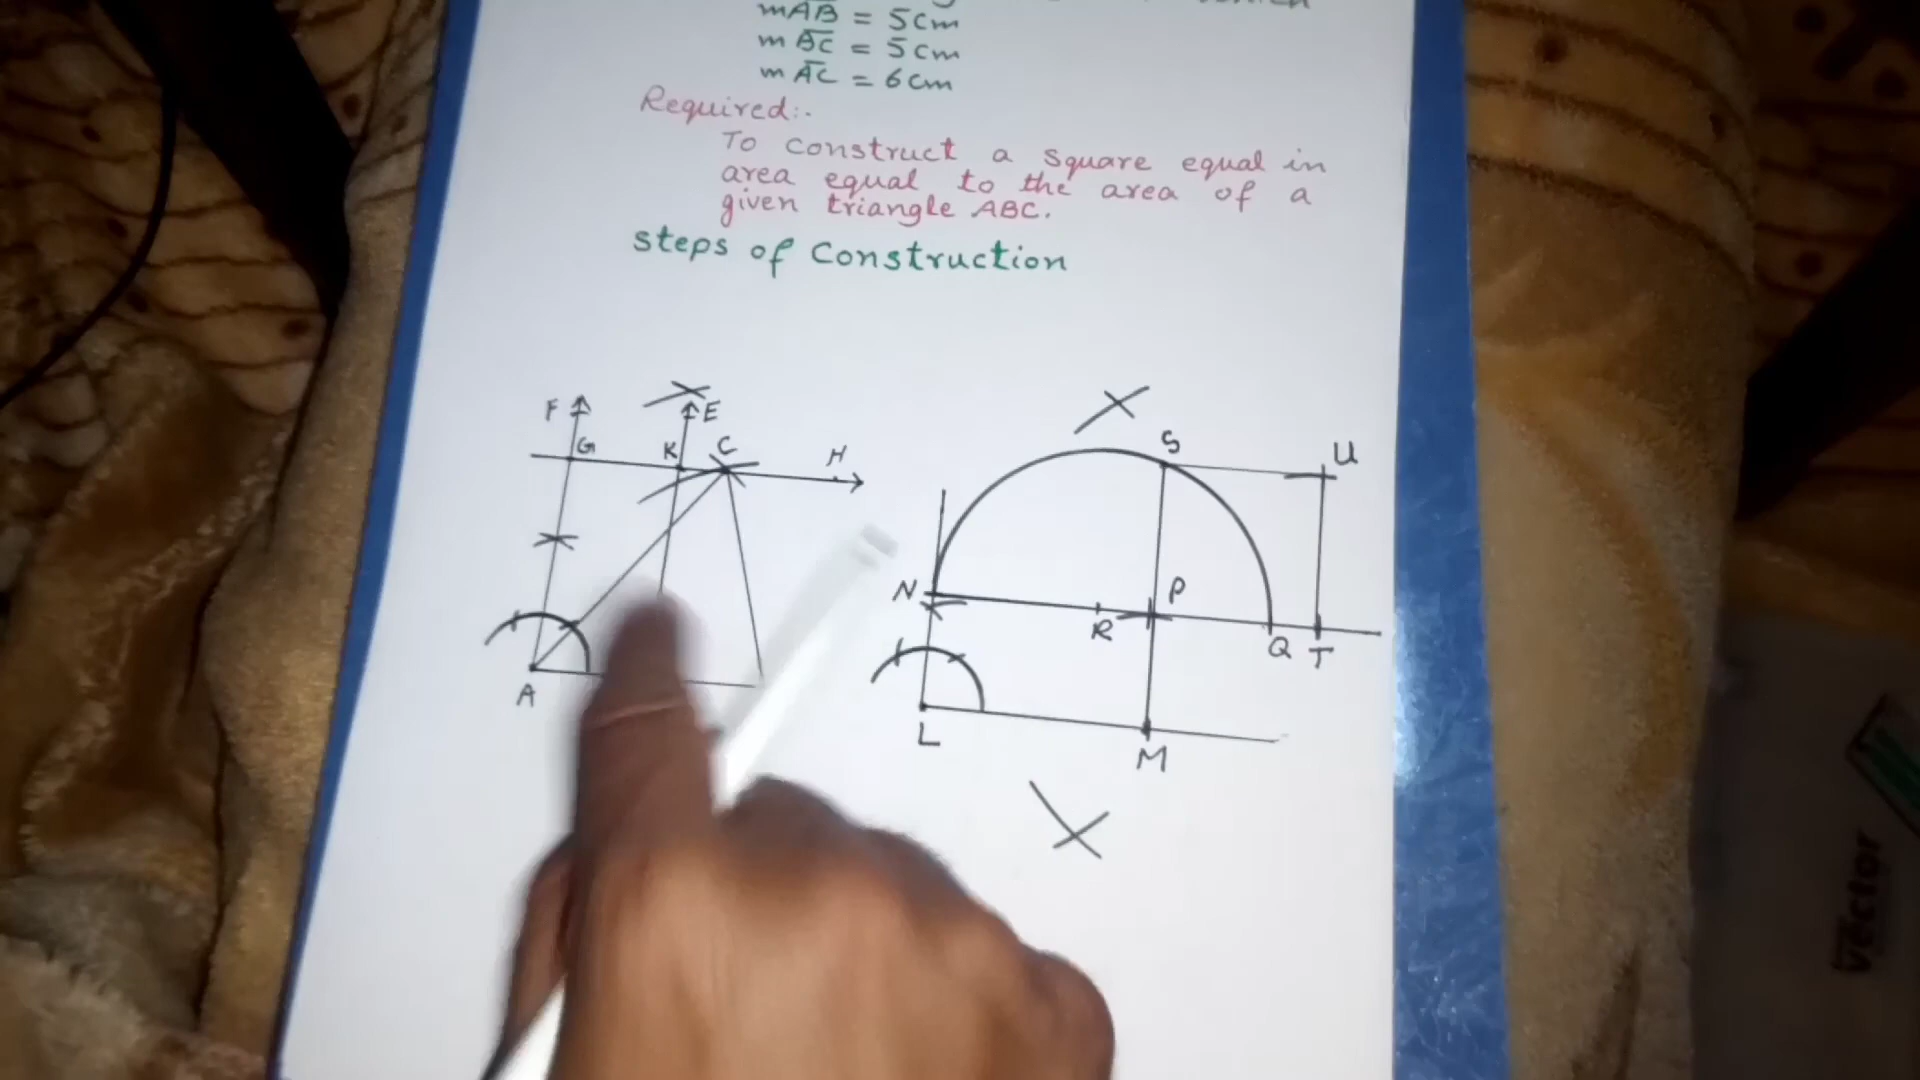 mAB = 5cm
mBC = 5cm
mAC = 6cm
Required:-
To construct a square equal in
area equal to the area of a
given triangle ABC.
steps of Construction
F E
G K C H
A
S U
N P
R Q T
L M
Vector